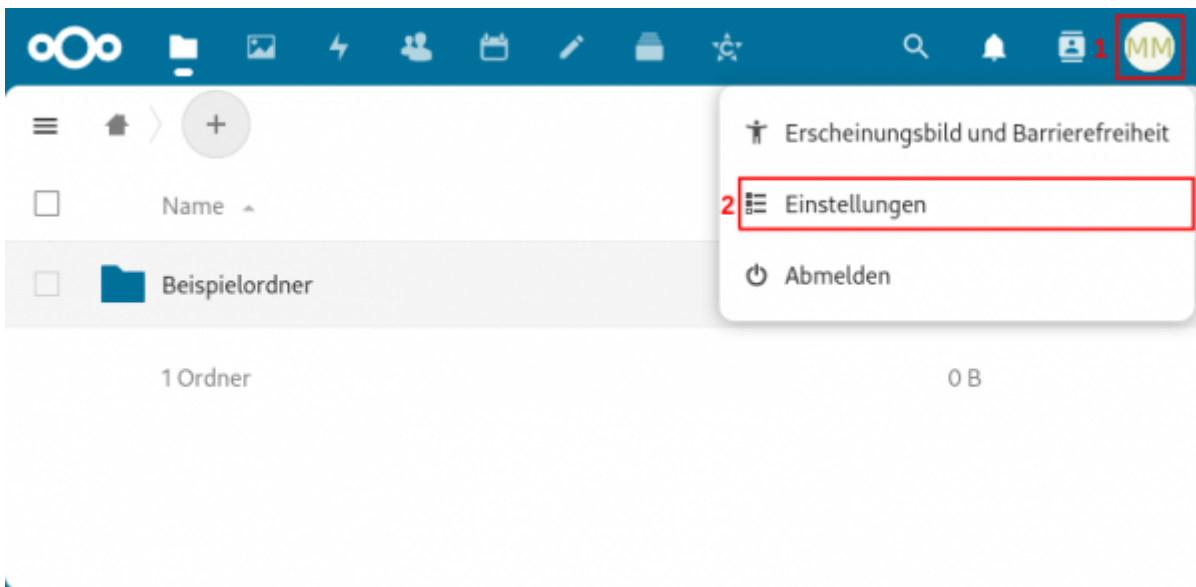 1 MM
Erscheinungsbild und Barrierefreiheit
Name
2 Einstellungen
Beispielordner
Abmelden
1 Ordner 0 B